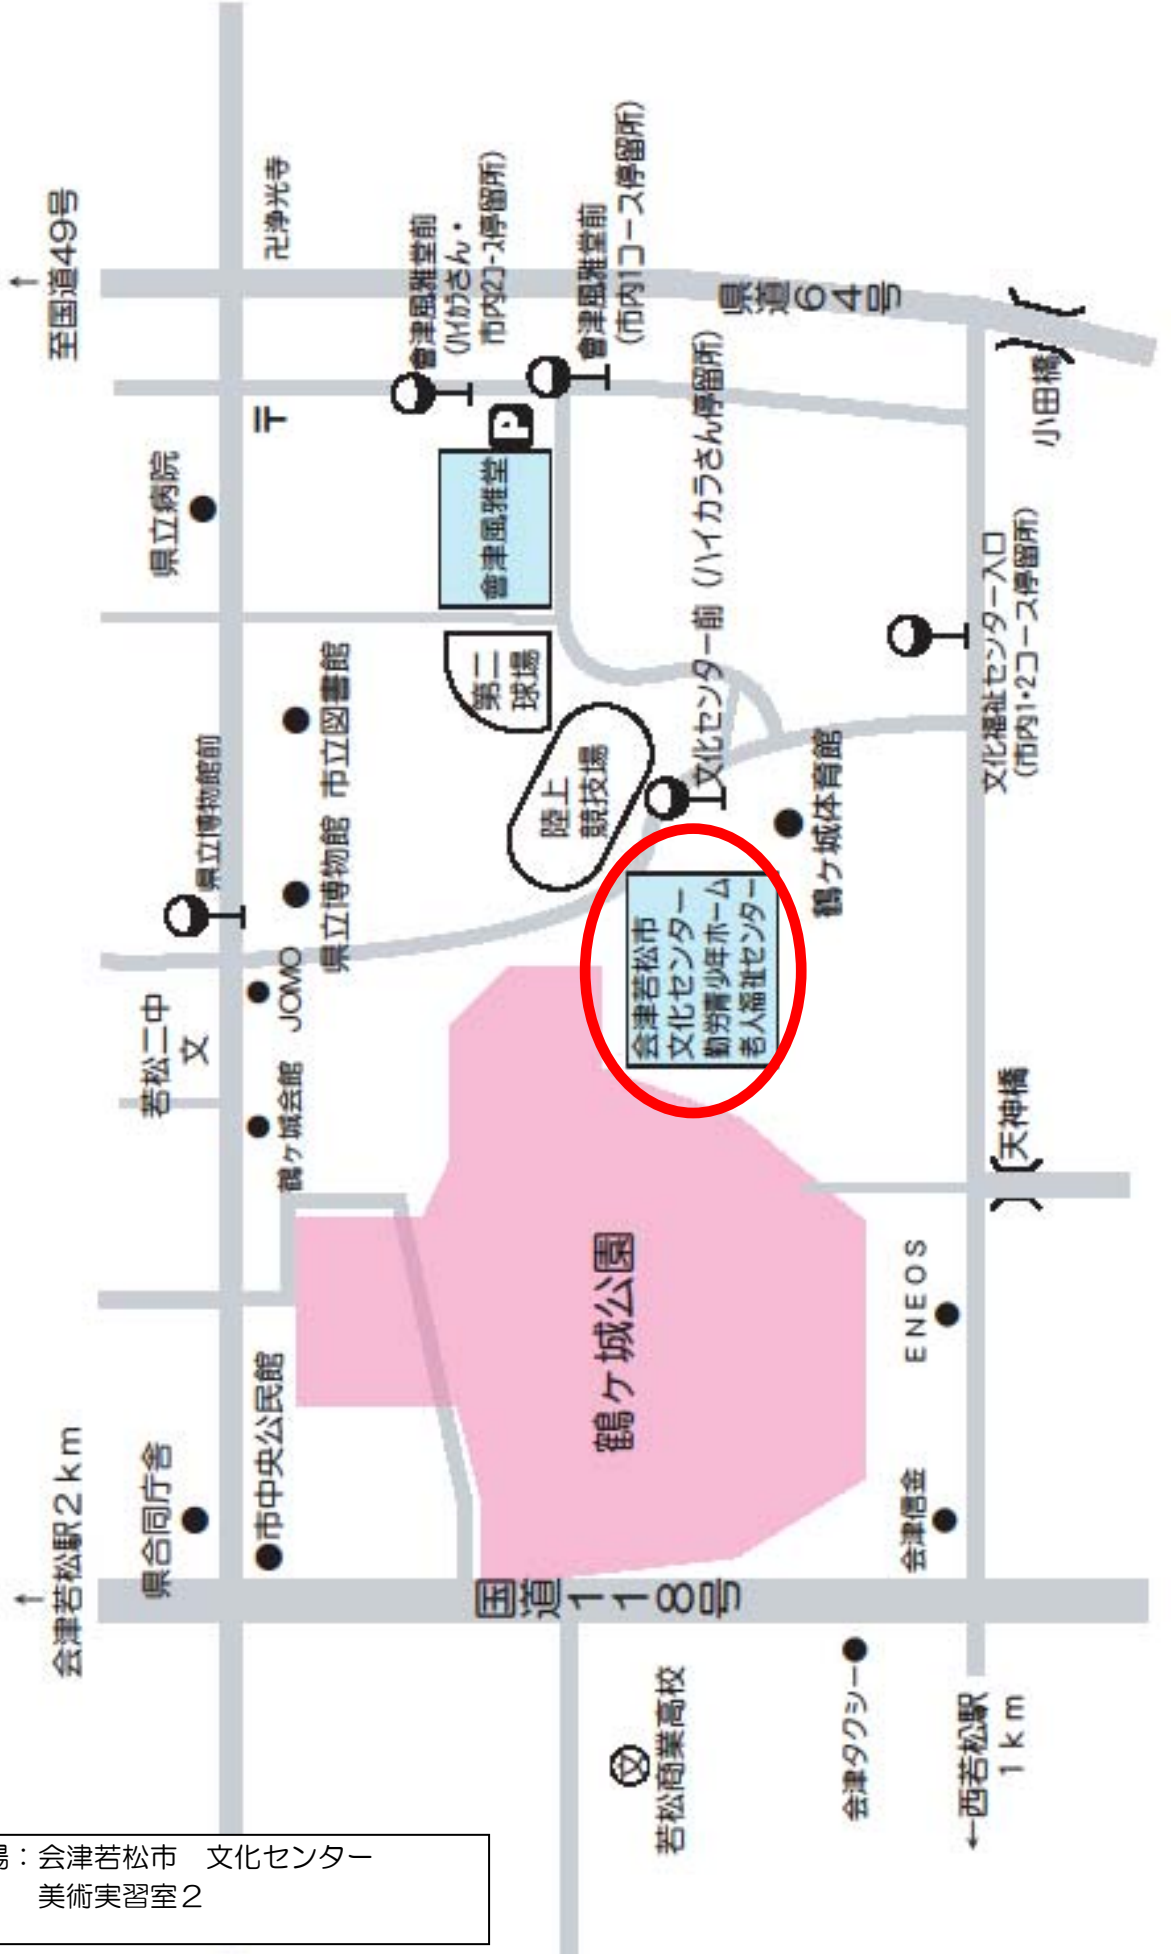 会津若松駅２ｋｍ
↑
至国道49号
↑
県合同庁舎
若松二中
文
県立博物館前
県立病院
卍浄光寺
市中央公民館
鶴ヶ城会館
JOMO
県立博物館
市立図書館
〒
會津風雅堂前
(ハイカラさん・
市内2コース停留所)
會津風雅堂前
(市内1コース停留所)
P
會津風雅堂
第二
球場
陸上
競技場
国道１１８号
鶴ヶ城公園
会津若松市
文化センター
勤労青少年ホーム
老人福祉センター
文化センター前（ハイカラさん停留所）
県道６４号
文
若松商業高校
鶴ヶ城体育館
会津タクシー
会津信金
ＥＮＥＯＳ
←西若松駅
１ｋｍ
天神橋
文化福祉センター入口
(市内1・2コース停留所)
小田橋
場：会津若松市　文化センター
美術実習室２